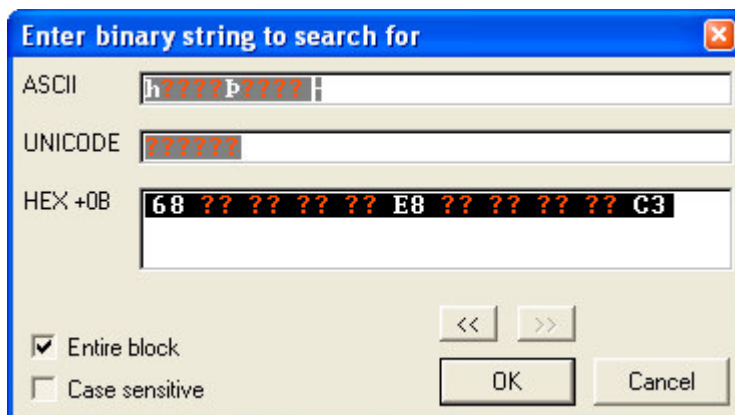 Enter binary string to search for
ASCII h????Þ????├
UNICODE ??????
HEX +0B 68 ?? ?? ?? ?? E8 ?? ?? ?? ?? C3
<< >>
Entire block
Case sensitive
OK Cancel